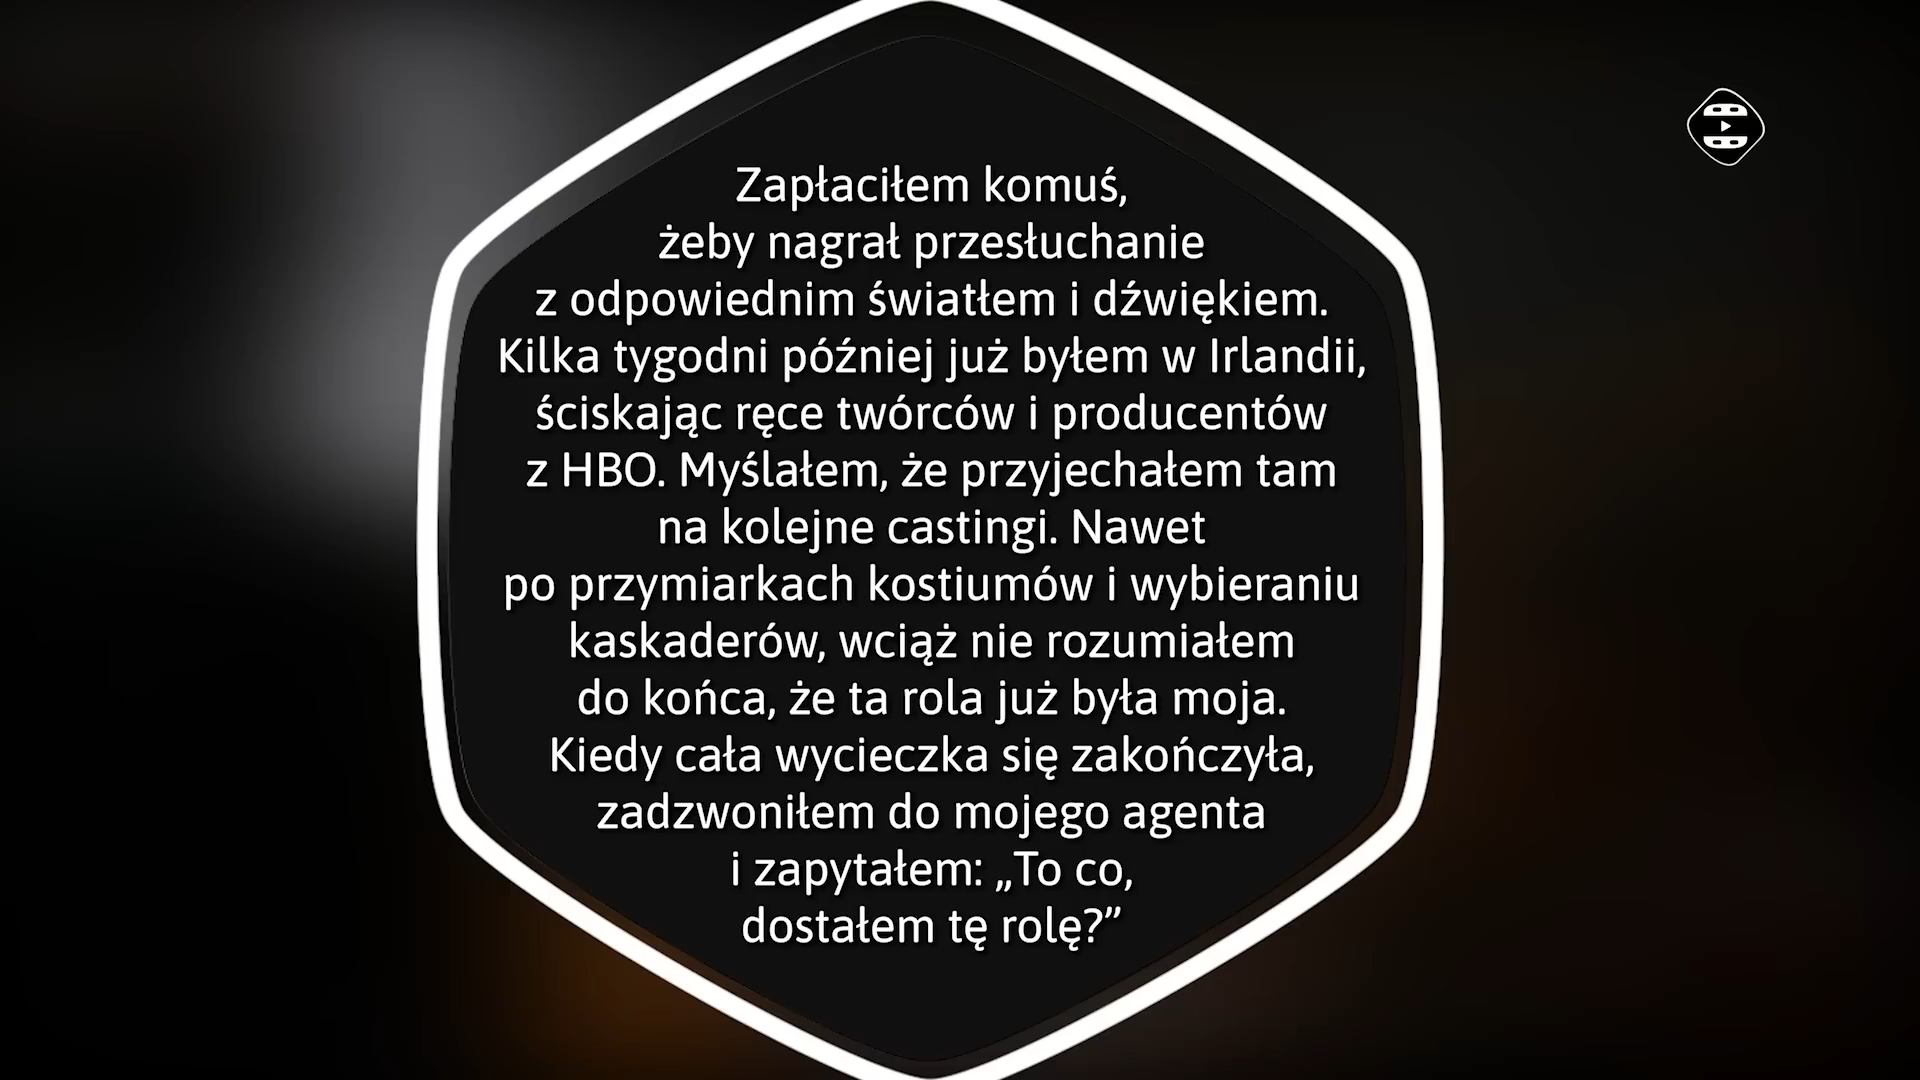 Zapłaciłem komuś,
żeby nagrał przesłuchanie
z odpowiednim światłem i dźwiękiem.
Kilka tygodni później już byłem w Irlandii,
ściskając ręce twórców i producentów
z HBO. Myślałem, że przyjechałem tam
na kolejne castingi. Nawet
po przymiarkach kostiumów i wybieraniu
kaskaderów, wciąż nie rozumiałem
do końca, że ta rola już była moja.
Kiedy cała wycieczka się zakończyła,
zadzwoniłem do mojego agenta
i zapytałem: „To co,
dostałem tę rolę?”